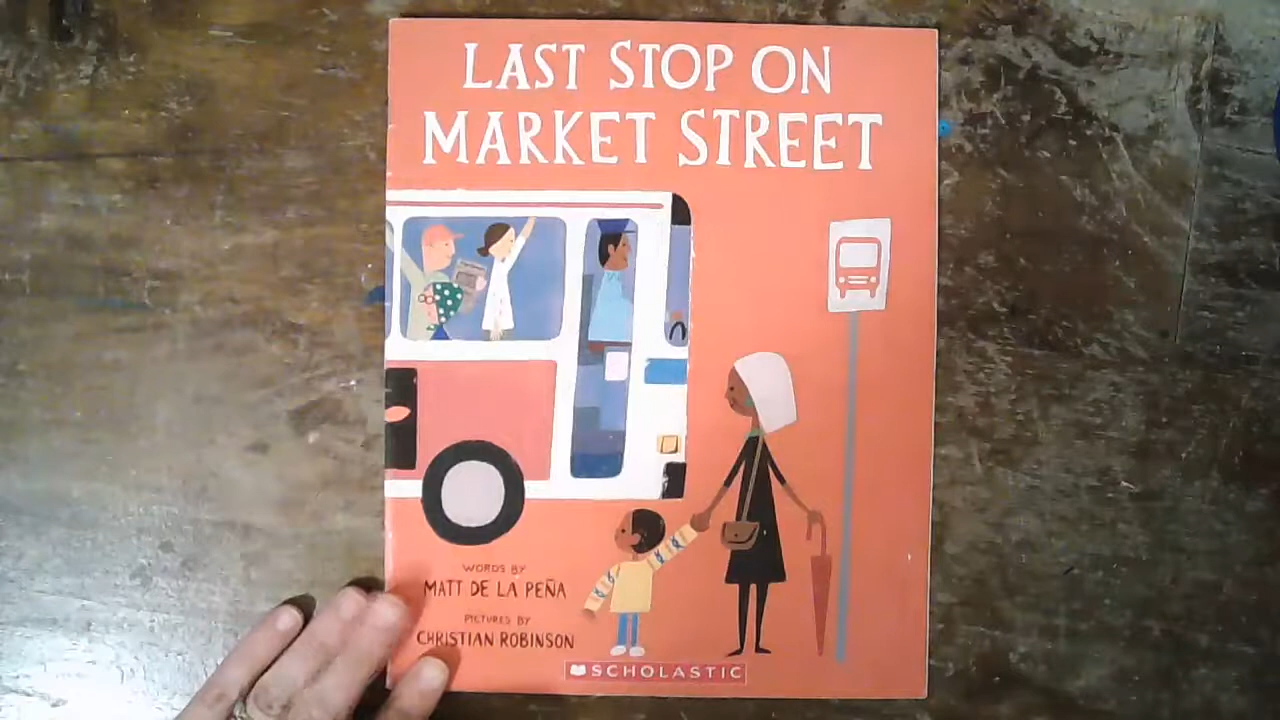 LAST STOP ON
MARKET STREET
WORDS BY
MATT DE LA PEÑA
PICTURES BY
CHRISTIAN ROBINSON
SCHOLASTIC